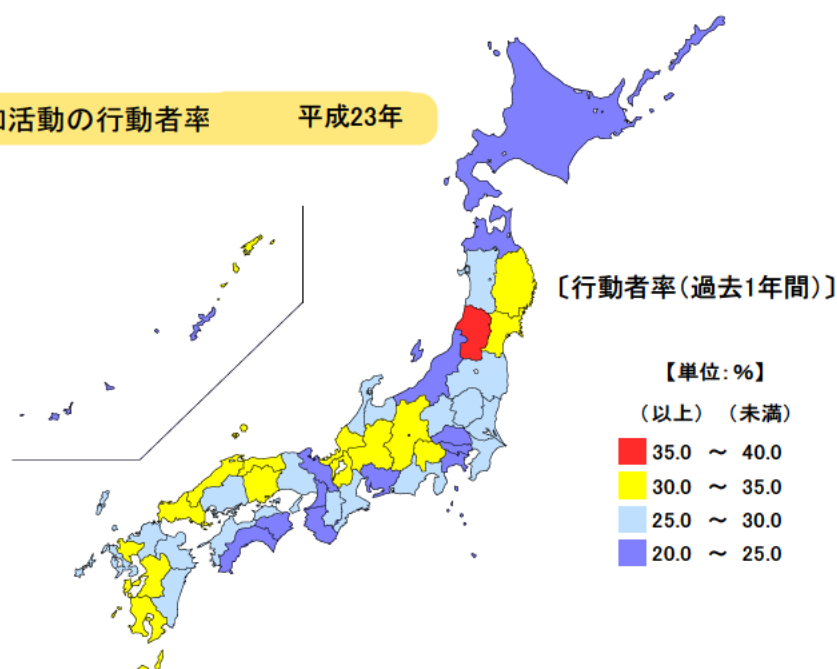 活動の行動者率 平成23年
〔行動者率(過去1年間)〕
【単位:%】
(以上) (未満)
35.0 ～ 40.0
30.0 ～ 35.0
25.0 ～ 30.0
20.0 ～ 25.0